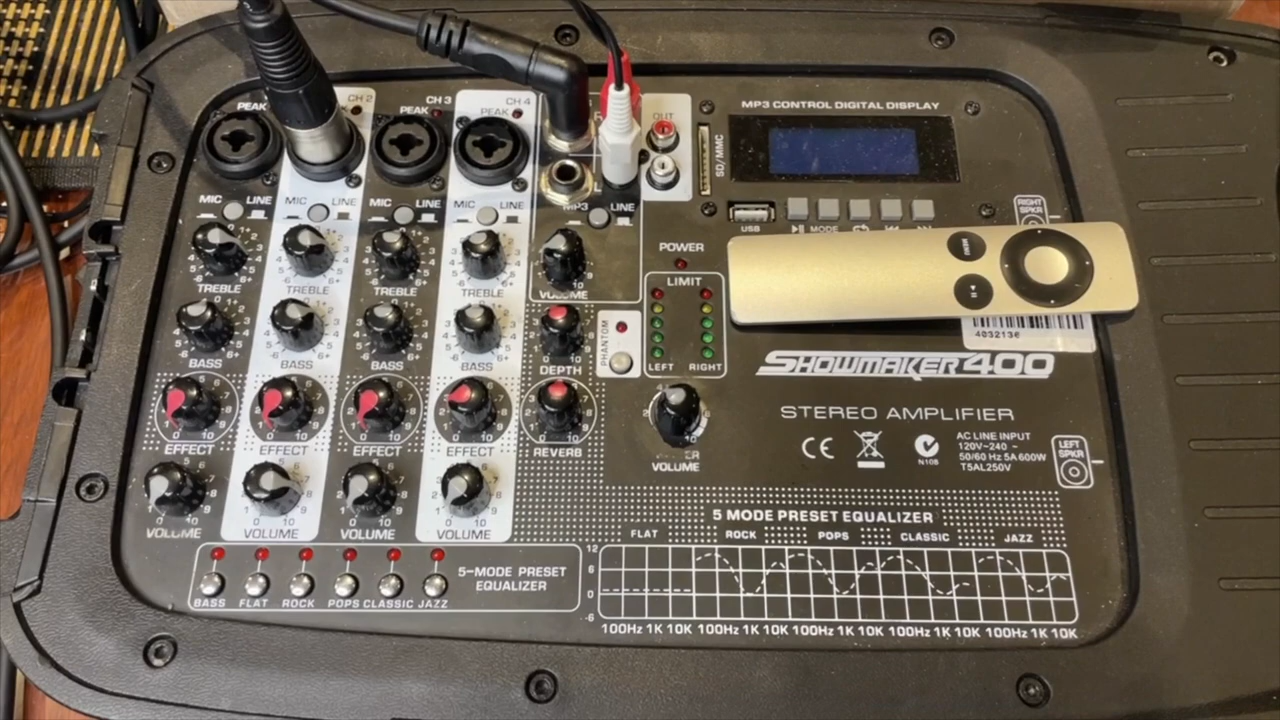 MP3 CONTROL DIGITAL DISPLAY
PEAK
CH 2
PEAK
CH 3
PEAK
CH 4
OUT
SD/MMC
MIC LINE
MIC LINE
MIC LINE
MIC LINE
MP3 LINE
USB
MODE
RIGHT SPKR
MENU
TREBLE
TREBLE
TREBLE
TREBLE
VOLUME
POWER
LIMIT
LEFT RIGHT
PHANTOM
4032136
BASS
BASS
BASS
BASS
DEPTH
SHOWMAKER 400
STEREO AMPLIFIER
EFFECT
EFFECT
EFFECT
EFFECT
REVERB
VOLUME
CE
N108
AC LINE INPUT
120V~240 ~
50/60 Hz 5A 600W
T5AL250V
LEFT SPKR
VOLUME
VOLUME
VOLUME
VOLUME
5 MODE PRESET EQUALIZER
FLAT ROCK POPS CLASSIC JAZZ
5-MODE PRESET
EQUALIZER
BASS FLAT ROCK POPS CLASSIC JAZZ
12
6
0
-6
100Hz 1K 10K 100Hz 1K 10K 100Hz 1K 10K 100Hz 1K 10K 100Hz 1K 10K